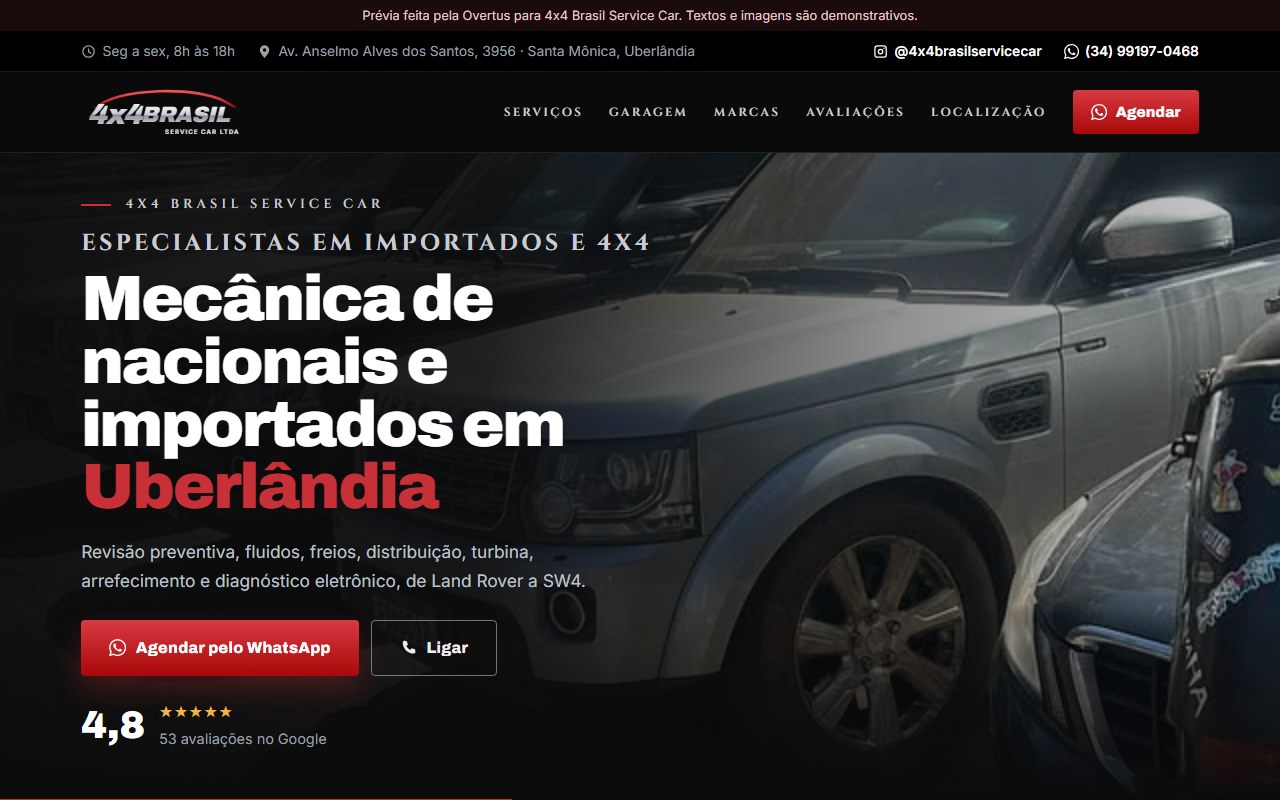 Prévia feita pela Overtus para 4x4 Brasil Service Car. Textos e imagens são demonstrativos.
Seg a sex, 8h às 18h
Av. Anselmo Alves dos Santos, 3956 · Santa Mônica, Uberlândia
@4x4brasilservicecar
(34) 99197-0468
4x4BRASIL
SERVICE CAR LTDA
SERVIÇOS
GARAGEM
MARCAS
AVALIAÇÕES
LOCALIZAÇÃO
Agendar
4X4 BRASIL SERVICE CAR
ESPECIALISTAS EM IMPORTADOS E 4X4
Mecânica de
nacionais e
importados em
Uberlândia
Revisão preventiva, fluidos, freios, distribuição, turbina,
arrefecimento e diagnóstico eletrônico, de Land Rover a SW4.
Agendar pelo WhatsApp
Ligar
4,8
★★★★★
53 avaliações no Google